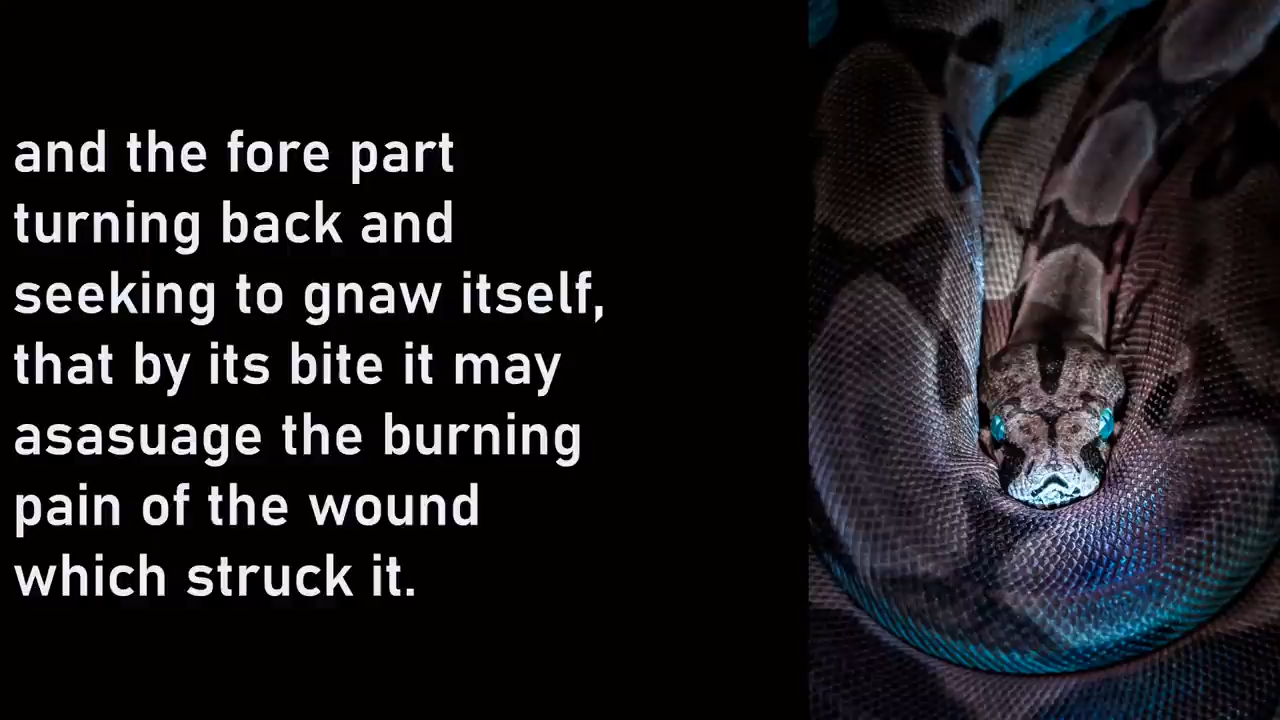 and the fore part
turning back and
seeking to gnaw itself,
that by its bite it may
asasuage the burning
pain of the wound
which struck it.